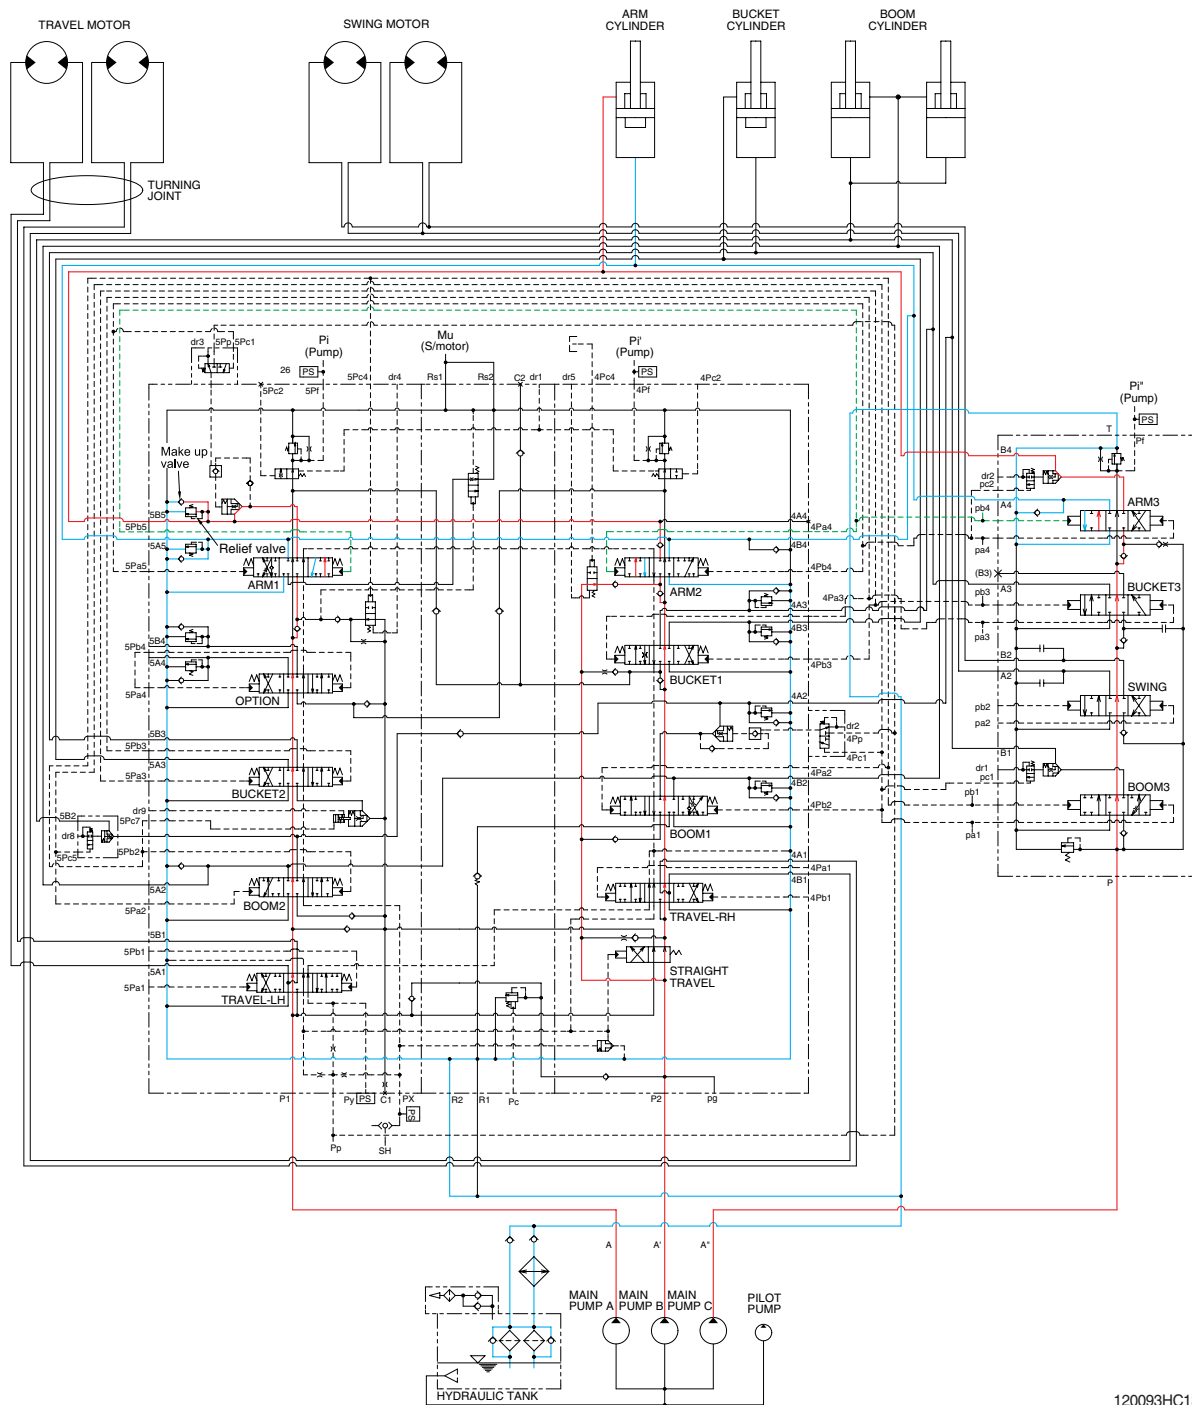 TRAVEL MOTOR
SWING MOTOR
ARM
CYLINDER
BUCKET
CYLINDER
BOOM
CYLINDER
TURNING
JOINT
dr3
5Pp
5Pc1
Pi
(Pump)
26
PS
5Pc2
5Pf
5Pc4
dr4
Mu
(S/motor)
Rs1
Rs2
C2
dr1
dr5
4Pc4
Pi'
(Pump)
PS
4Pf
4Pc2
Pi"
(Pump)
PS
T
Pf
B4
dr2
pc2
A4
ARM3
pb4
pa4
(B3)
A3
pb3
BUCKET3
pa3
B2
A2
SWING
pb2
pa2
B1
dr1
pc1
pb1
BOOM3
pa1
P
Make up
valve
5B5
5Pb5
Relief valve
5A5
5Pa5
ARM1
5B4
5Pb4
5A4
5Pa4
OPTION
5B3
5Pb3
5A3
5Pa3
BUCKET2
dr9
5B2
5Pc7
dr8
5Pc5
5Pb2
5A2
5Pa2
BOOM2
5B1
5Pb1
5A1
5Pa1
TRAVEL-LH
4A4
4Pa4
4B4
4Pb4
ARM2
4A3
4Pa3
4B3
4Pb3
BUCKET1
4A2
dr2
4Pp
4Pc1
4Pa2
4B2
4Pb2
BOOM1
4A1
4Pa1
4B1
4Pb1
TRAVEL-RH
STRAIGHT
TRAVEL
P1
Py
PS
C1
PX
PS
R2
R1
Pc
P2
pg
Pp
SH
A
A'
A"
MAIN
PUMP A
MAIN
PUMP B
MAIN
PUMP C
PILOT
PUMP
HYDRAULIC TANK